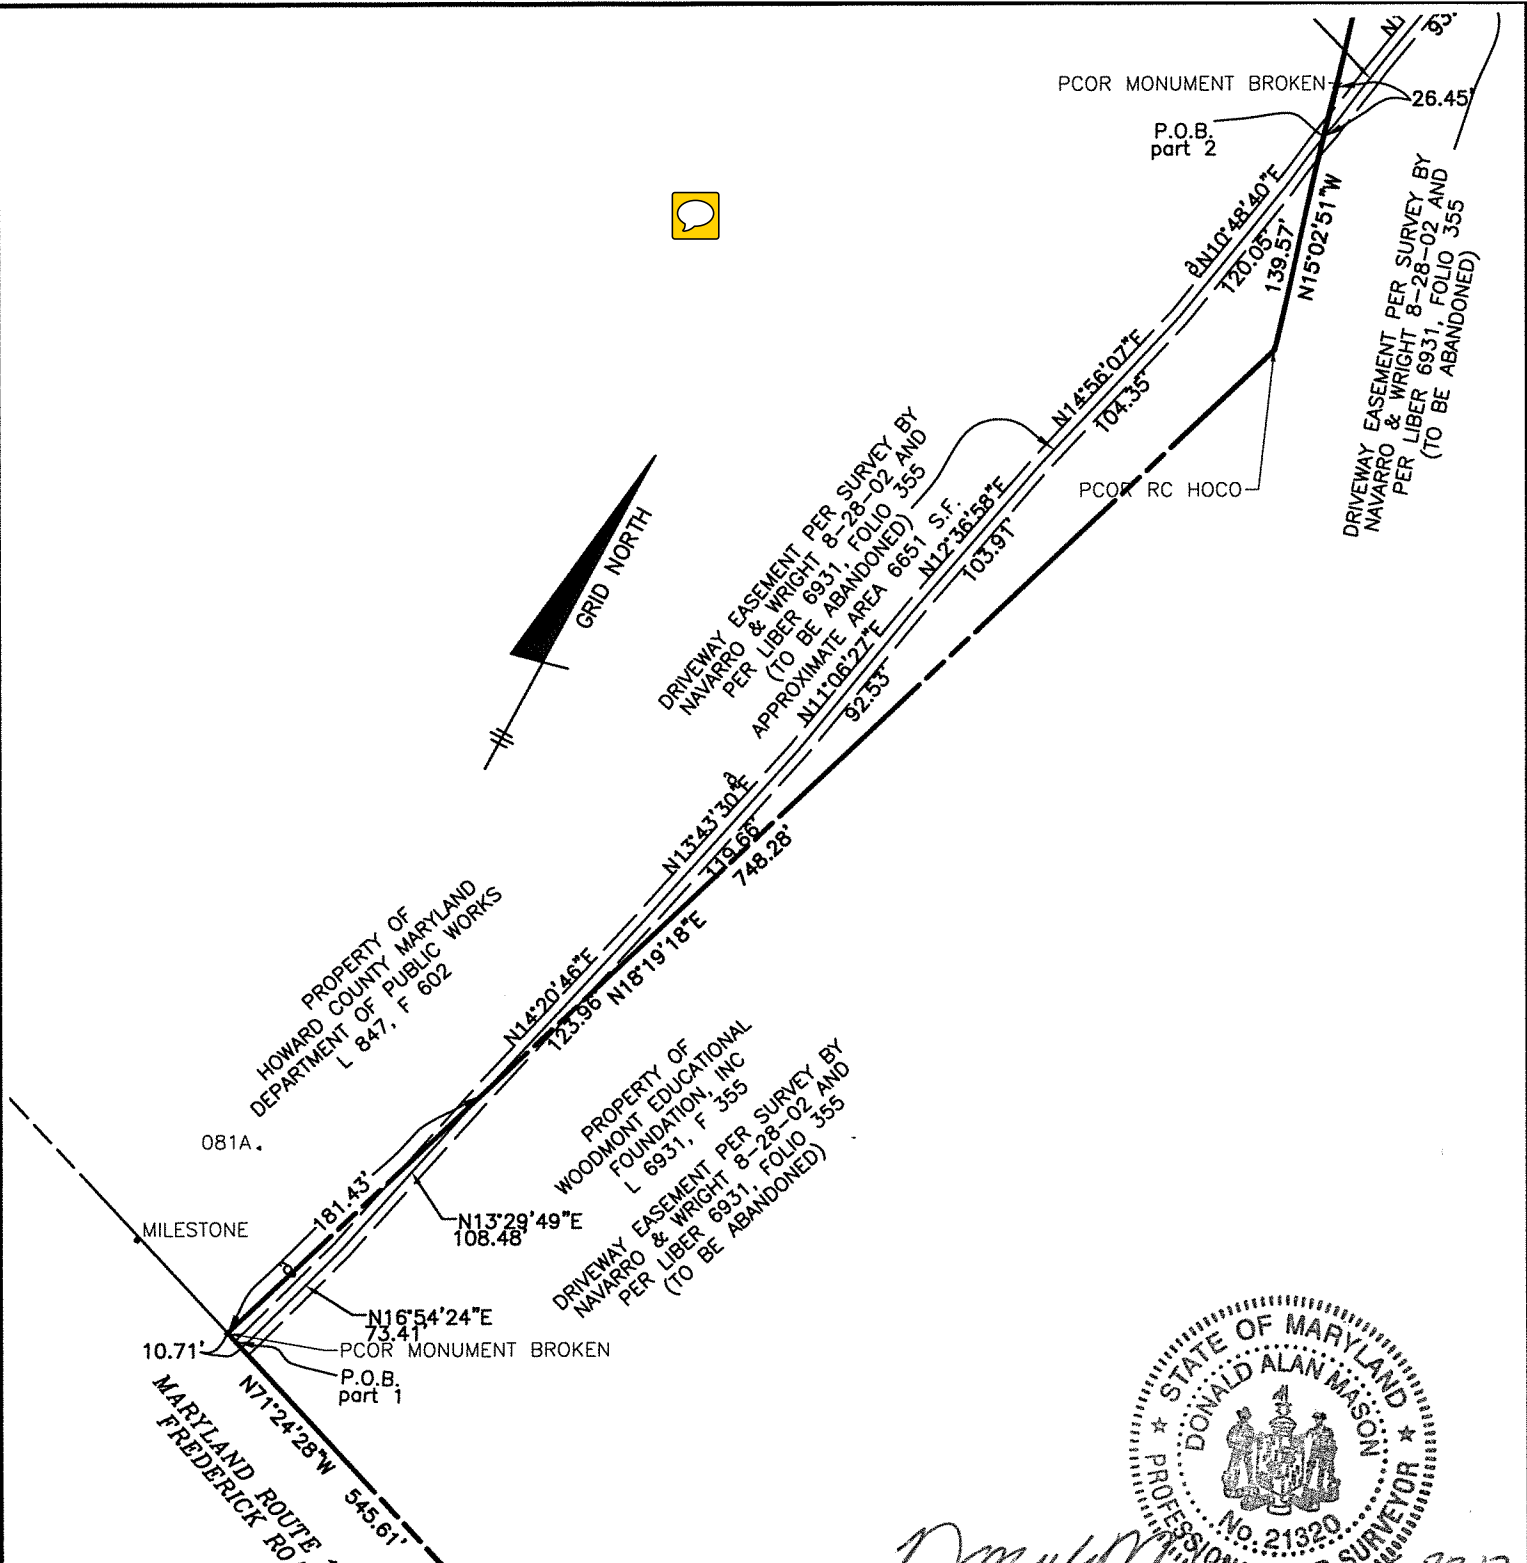 PCOR MONUMENT BROKEN
26.45'
P.O.B.
part 2
N10°48'40"E
120.05'
139.57'
N15°02'51"W
DRIVEWAY EASEMENT PER SURVEY BY
NAVARRO & WRIGHT 8-28-02 AND
PER LIBER 6931, FOLIO 355
(TO BE ABANDONED)
N14°56'07"E
104.35'
PCOR RC HOCO
GRID NORTH
DRIVEWAY EASEMENT PER SURVEY BY
NAVARRO & WRIGHT 8-28-02 AND
PER LIBER 6931, FOLIO 355
(TO BE ABANDONED)
APPROXIMATE AREA 6651 S.F.
N12°36'58"E
103.91'
N11°06'27"E
92.53'
N13°43'30"E
119.66'
748.28'
N18°19'18"E
PROPERTY OF
HOWARD COUNTY MARYLAND
DEPARTMENT OF PUBLIC WORKS
L 847, F 602
N14°20'46"E
123.96'
PROPERTY OF
WOODMONT EDUCATIONAL
FOUNDATION, INC
L 6931, F 355
DRIVEWAY EASEMENT PER SURVEY BY
NAVARRO & WRIGHT 8-28-02 AND
PER LIBER 6931, FOLIO 355
(TO BE ABANDONED)
081A.
MILESTONE
181.43'
N13°29'49"E
108.48'
N16°54'24"E
73.41'
10.71'
PCOR MONUMENT BROKEN
P.O.B.
part 1
N71°24'28"W
545.61'
MARYLAND ROUTE
FREDERICK
STATE OF MARYLAND
DONALD ALAN MASON
No. 21320
SURVEYOR